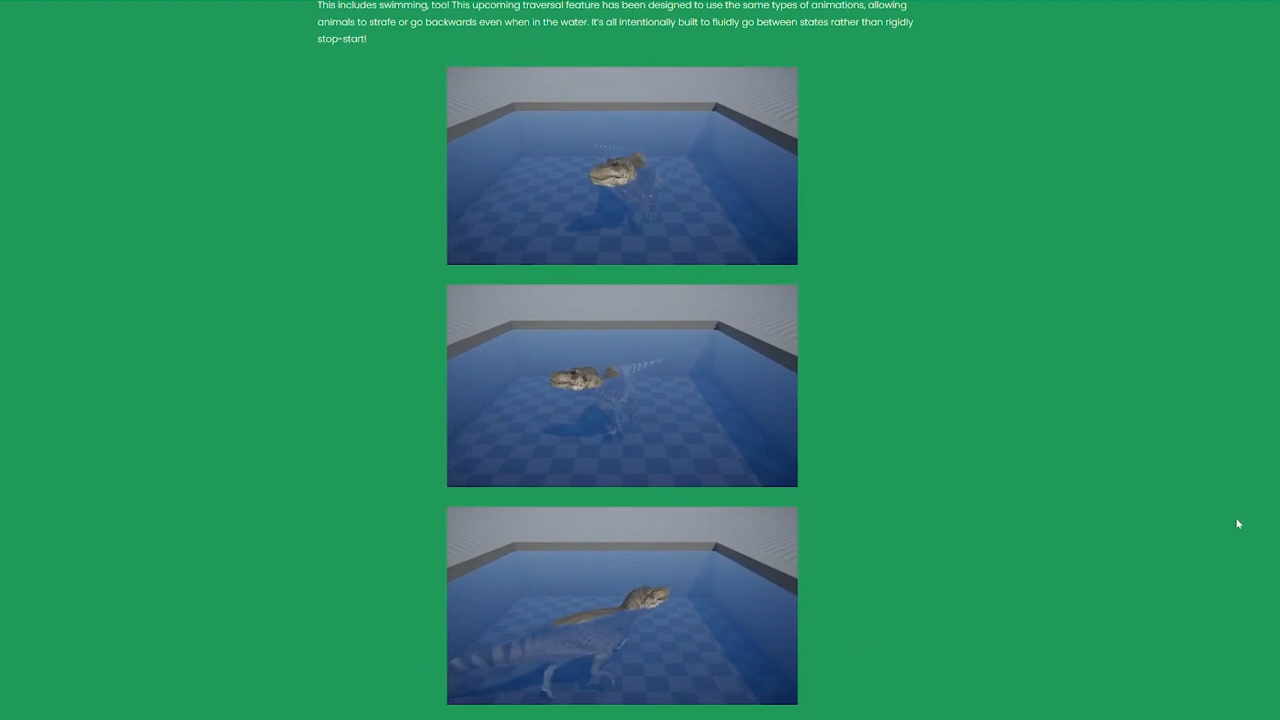 This includes swimming, too! This upcoming traversal feature has been designed to use the same types of animations, allowing
animals to strafe or go backwards even when in the water. It's all intentionally built to fluidly go between states rather than rigidly
stop-start!